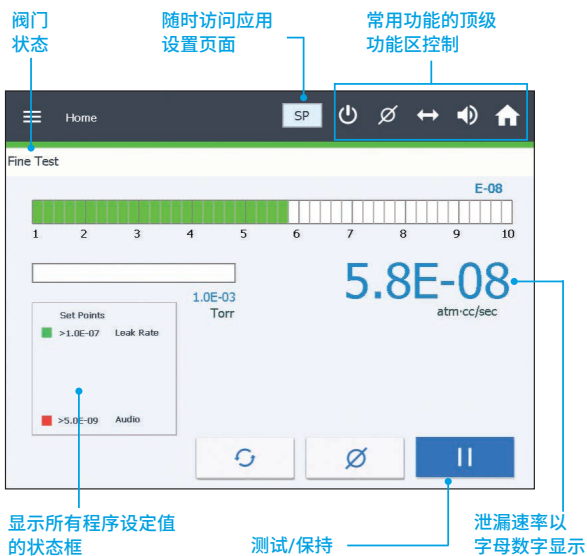 阀门
状态
随时访问应用
设置页面
常用功能的顶级
功能区控制
Home
SP
Fine Test
E-08
1 2 3 4 5 6 7 8 9 10
1.0E-03
Torr
5.8E-08
atm·cc/sec
Set Points
>1.0E-07 Leak Rate
>5.0E-09 Audio
显示所有程序设定值
的状态框
测试/保持
泄漏速率以
字母数字显示